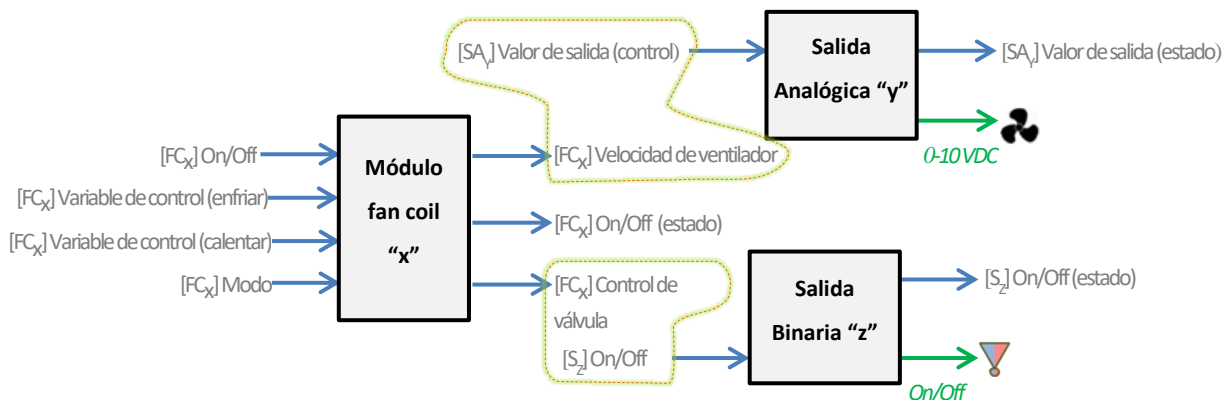 [SAY] Valor de salida (control)
Salida
Analógica “y”
[SAY] Valor de salida (estado)
0-10 VDC
[FCX] On/Off
[FCX] Variable de control (enfriar)
[FCX] Variable de control (calentar)
[FCX] Modo
Módulo
fan coil
“x”
[FCX] Velocidad de ventilador
[FCX] On/Off (estado)
[FCX] Control de
válvula
[SZ] On/Off
Salida
Binaria “z”
[SZ] On/Off (estado)
On/Off